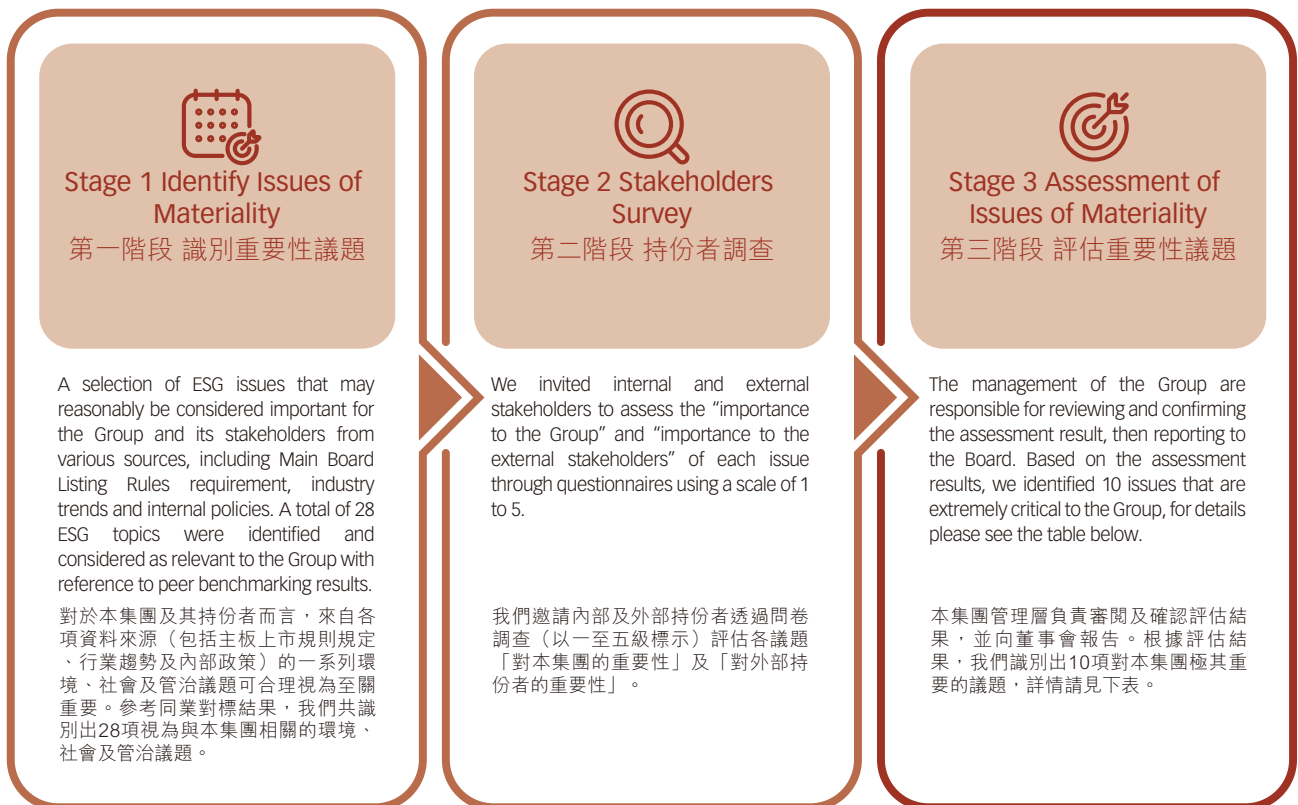 Stage 1 Identify Issues of
Materiality
第一階段 識別重要性議題
A selection of ESG issues that may
reasonably be considered important for
the Group and its stakeholders from
various sources, including Main Board
Listing Rules requirement, industry
trends and internal policies. A total of 28
ESG topics were identified and
considered as relevant to the Group with
reference to peer benchmarking results.
對於本集團及其持份者而言，來自各
項資料來源（包括主板上市規則規定
、行業趨勢及內部政策）的一系列環
境、社會及管治議題可合理視為至關
重要。參考同業對標結果，我們共識
別出28項視為與本集團相關的環境、
社會及管治議題。
Stage 2 Stakeholders
Survey
第二階段 持份者調查
We invited internal and external
stakeholders to assess the “importance
to the Group” and “importance to the
external stakeholders” of each issue
through questionnaires using a scale of 1
to 5.
我們邀請內部及外部持份者透過問卷
調查（以一至五級標示）評估各議題
「對本集團的重要性」及「對外部持
份者的重要性」。
Stage 3 Assessment of
Issues of Materiality
第三階段 評估重要性議題
The management of the Group are
responsible for reviewing and confirming
the assessment result, then reporting to
the Board. Based on the assessment
results, we identified 10 issues that are
extremely critical to the Group, for details
please see the table below.
本集團管理層負責審閲及確認評估結
果，並向董事會報告。根據評估結
果，我們識別出10項對本集團極其重
要的議題，詳情請見下表。